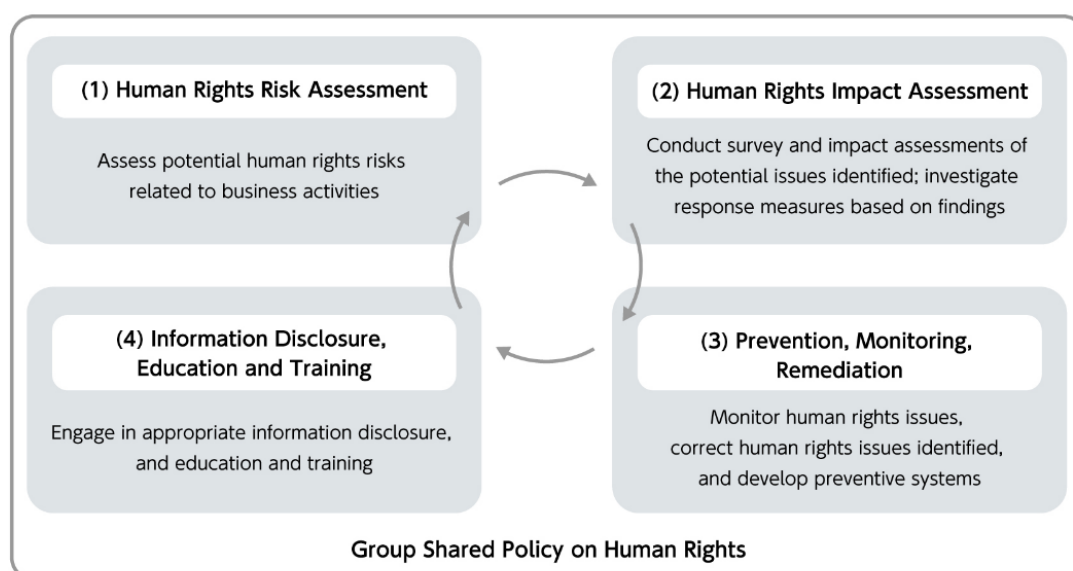 (1) Human Rights Risk Assessment
Assess potential human rights risks
related to business activities
(2) Human Rights Impact Assessment
Conduct survey and impact assessments of
the potential issues identified; investigate
response measures based on findings
(3) Prevention, Monitoring,
Remediation
Monitor human rights issues,
correct human rights issues identified,
and develop preventive systems
(4) Information Disclosure,
Education and Training
Engage in appropriate information disclosure,
and education and training
Group Shared Policy on Human Rights